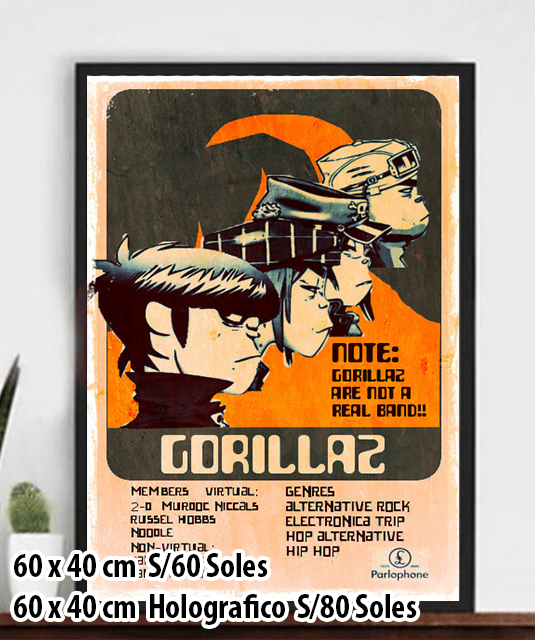 NOTE:
GORILLAZ
ARE NOT A
REAL BAND!!
GORILLAZ
MEMBERS VIRTUAL:
2-D MURDOC NICCALS
RUSSEL HOBBS
NOODLE
NON-VIRTUAL:
GENRES
ALTERNATIVE ROCK
ELECTRONICA TRIP
HOP ALTERNATIVE
HIP HOP
£
Parlophone
60 x 40 cm S/60 Soles
60 x 40 cm Holografico S/80 Soles